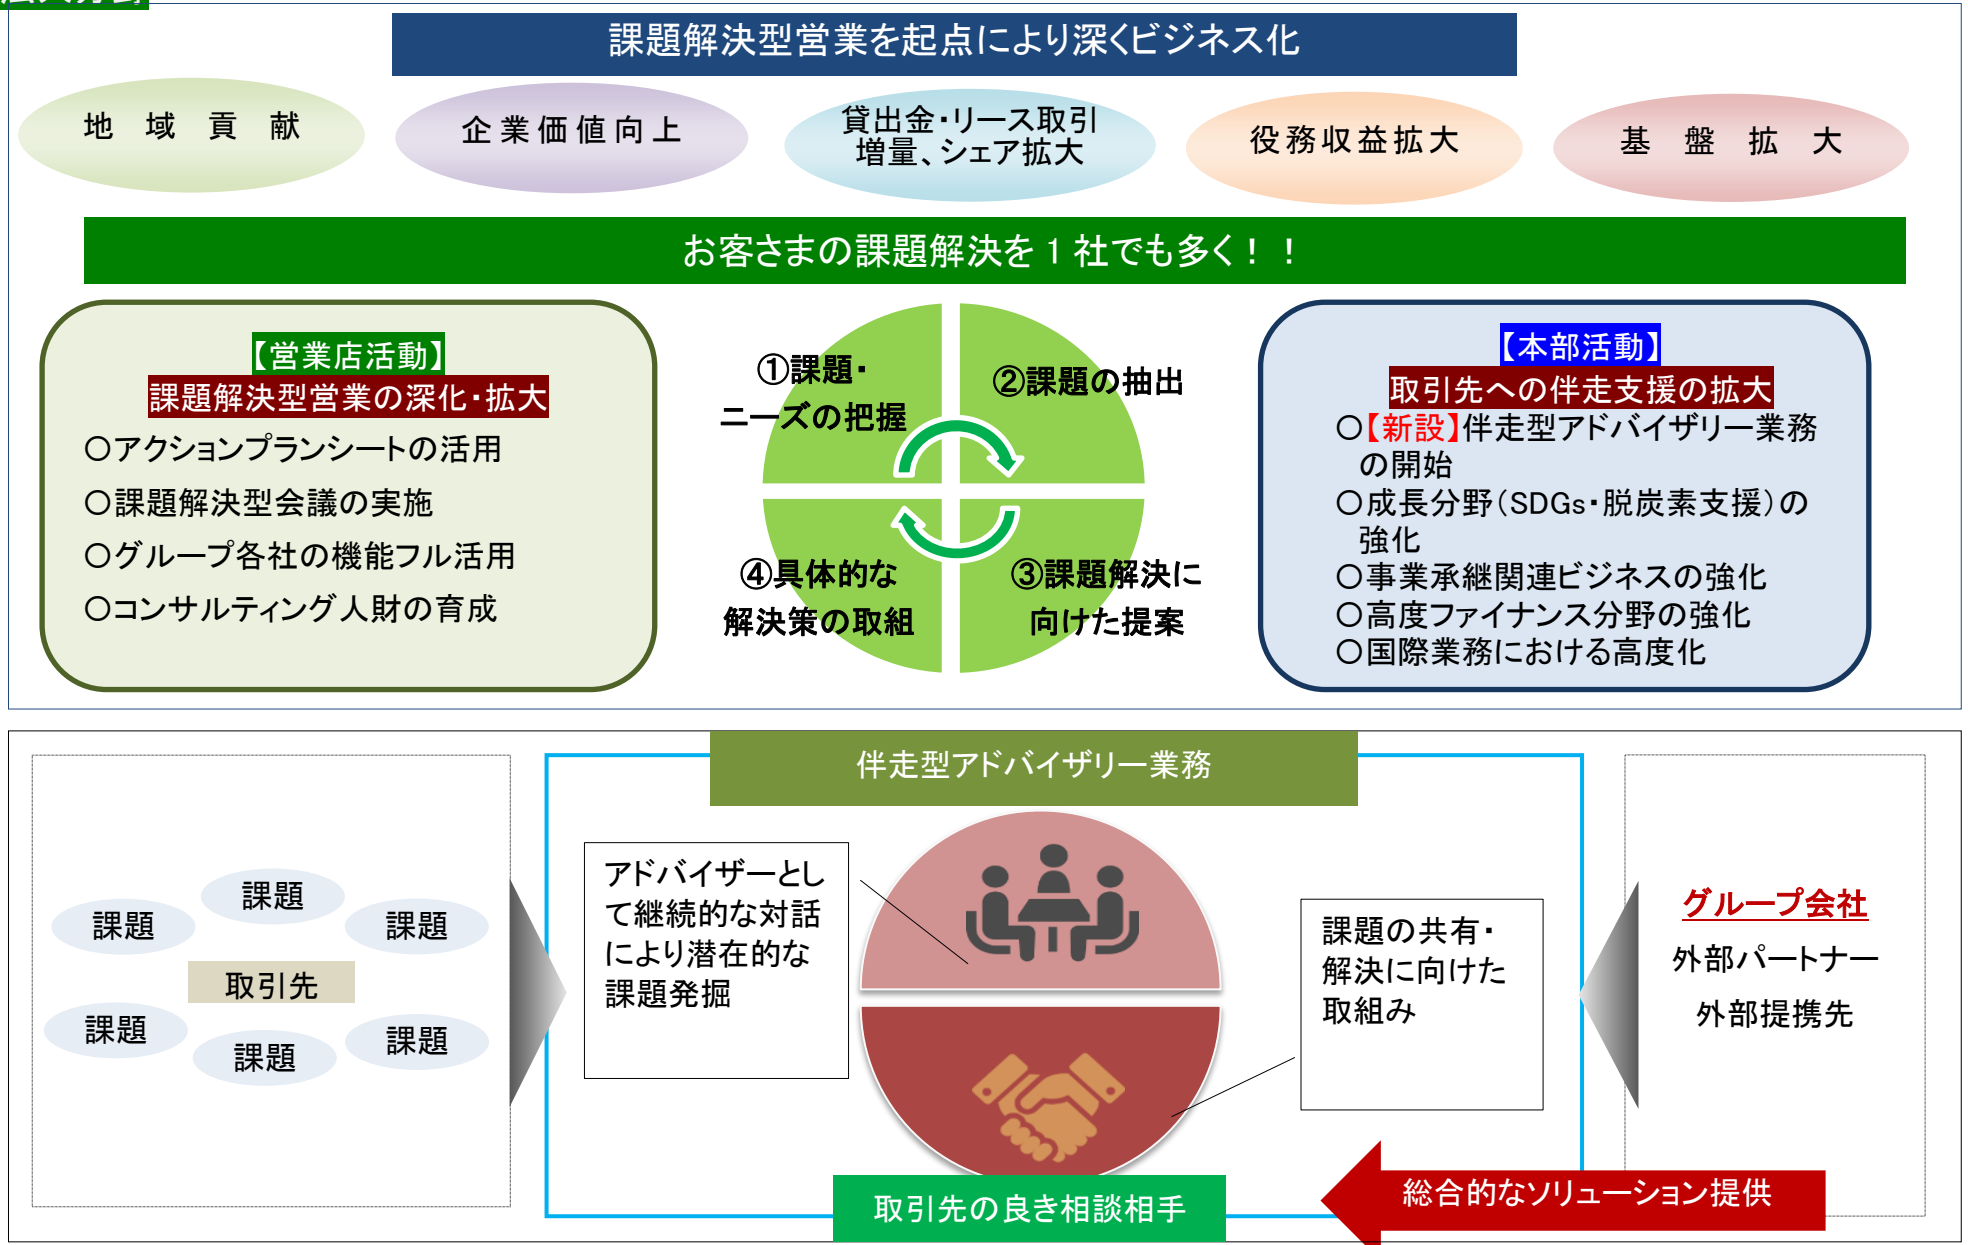 課題解決型営業を起点により深くビジネス化
地域貢献
企業価値向上
貸出金・リース取引
増量、シェア拡大
役務収益拡大
基盤拡大
お客さまの課題解決を1社でも多く！！
【営業店活動】
課題解決型営業の深化・拡大
〇アクションプランシートの活用
〇課題解決型会議の実施
〇グループ各社の機能フル活用
〇コンサルティング人財の育成
①課題・
ニーズの把握
②課題の抽出
③課題解決に
向けた提案
④具体的な
解決策の取組
【本部活動】
取引先への伴走支援の拡大
〇【新設】伴走型アドバイザリー業務
の開始
〇成長分野（SDGs・脱炭素支援）の
強化
〇事業承継関連ビジネスの強化
〇高度ファイナンス分野の強化
〇国際業務における高度化
伴走型アドバイザリー業務
課題
課題
課題
取引先
課題
課題
課題
アドバイザーとし
て継続的な対話
により潜在的な
課題発掘
課題の共有・
解決に向けた
取組み
グループ会社
外部パートナー
外部提携先
総合的なソリューション提供
取引先の良き相談相手